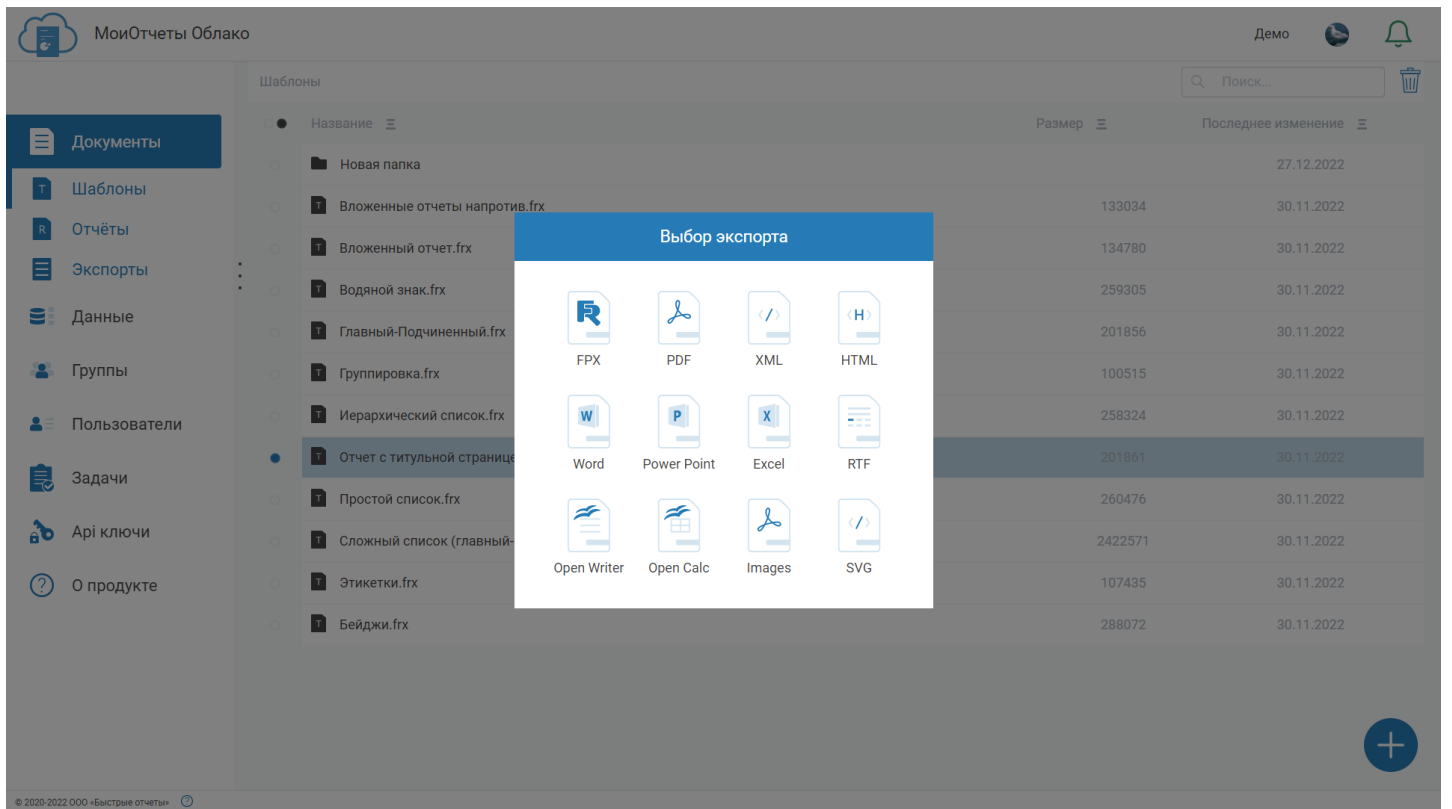 МоиОтчеты Облако
Демо
Шаблоны
Поиск...
Документы
Шаблоны
Отчёты
Экспорты
Данные
Группы
Пользователи
Задачи
Api ключи
О продукте
Название Размер Последнее изменение
Новая папка 27.12.2022
T Вложенные отчеты напротив.frx 133034 30.11.2022
T Вложенный отчет.frx 134780 30.11.2022
T Водяной знак.frx 259305 30.11.2022
T Главный-Подчиненный.frx 201856 30.11.2022
T Группировка.frx 100515 30.11.2022
T Иерархический список.frx 258324 30.11.2022
T Отчет с титульной странице 201861 30.11.2022
T Простой список.frx 260476 30.11.2022
T Сложный список (главный- 2422571 30.11.2022
T Этикетки.frx 107435 30.11.2022
T Бейджи.frx 288072 30.11.2022
Выбор экспорта
FPX PDF XML HTML
Word Power Point Excel RTF
Open Writer Open Calc Images SVG
© 2020-2022 ООО «Быстрые отчеты»